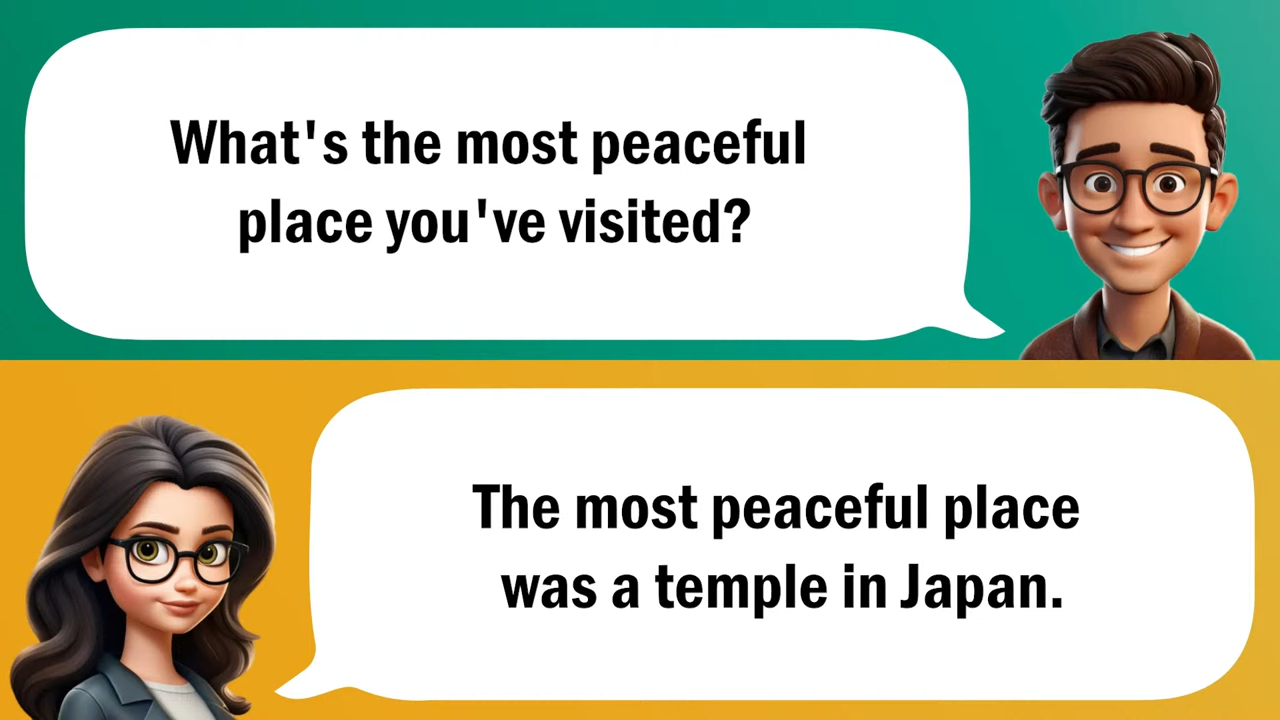 What's the most peaceful
place you've visited?
The most peaceful place
was a temple in Japan.